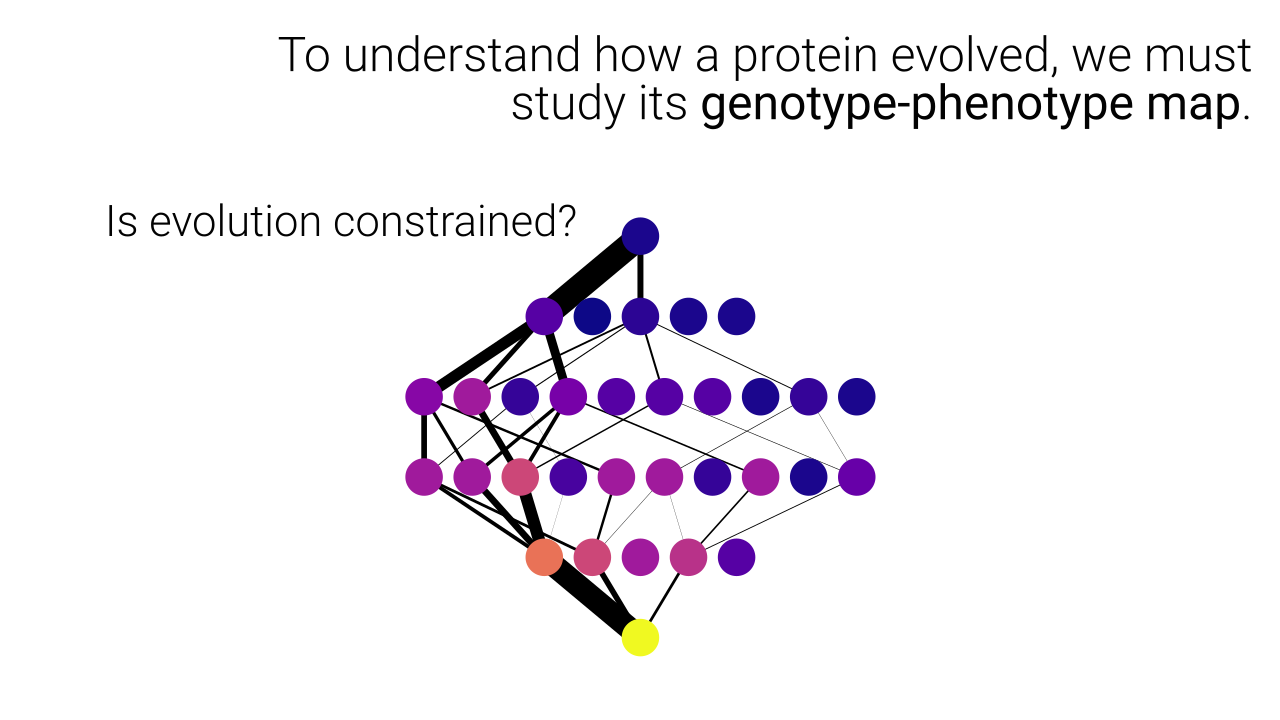 To understand how a protein evolved, we must
study its genotype-phenotype map.
Is evolution constrained?